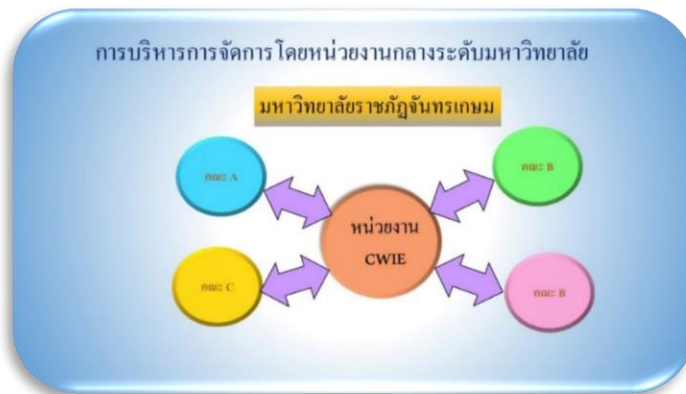 การบริหารการจัดการ โดยหน่วยงานกลางระดับมหาวิทยาลัย
มหาวิทยาลัยราชภัฏจันทรเกษม
คณะ A
คณะ B
หน่วยงาน
CWIE
คณะ C
คณะ B